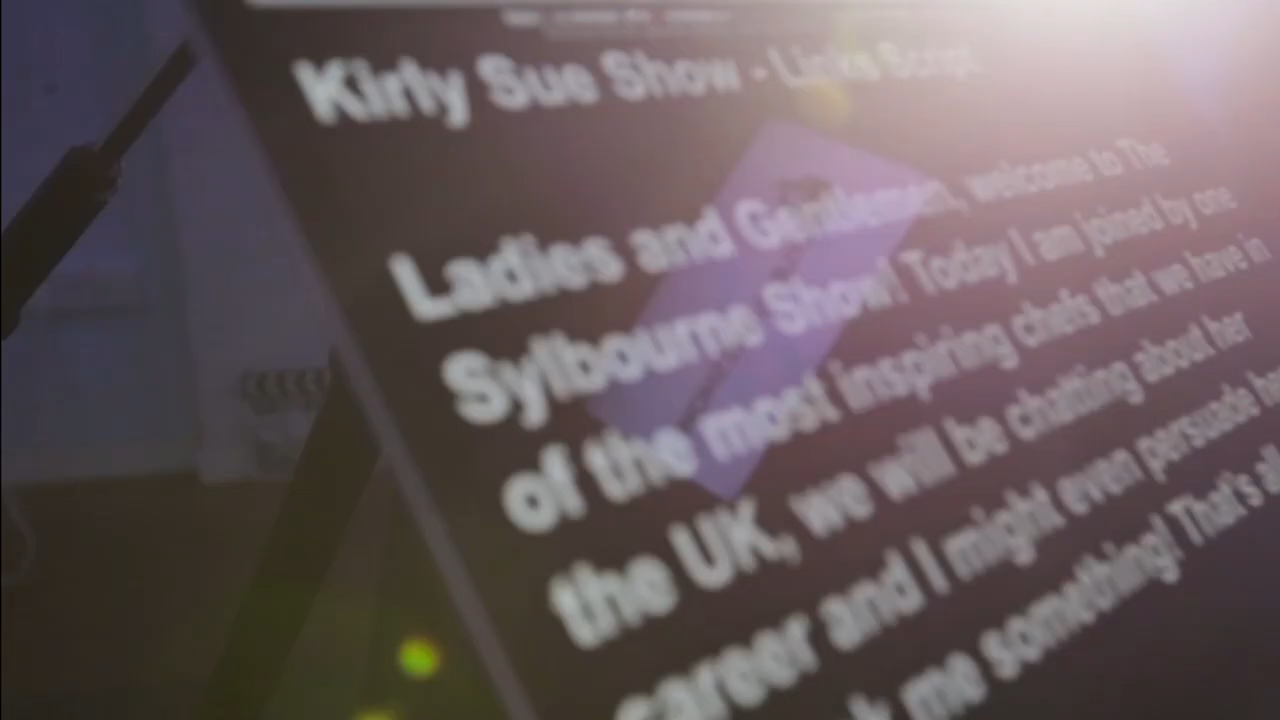 Kirly Sue Show - Links Script
Ladies and Gentlemen, welcome to The
Sylbourne Show! Today I am joined by one
of the most inspiring chefs that we have in
the UK, we will be chatting about her
career and I might even persuade
me something! That's